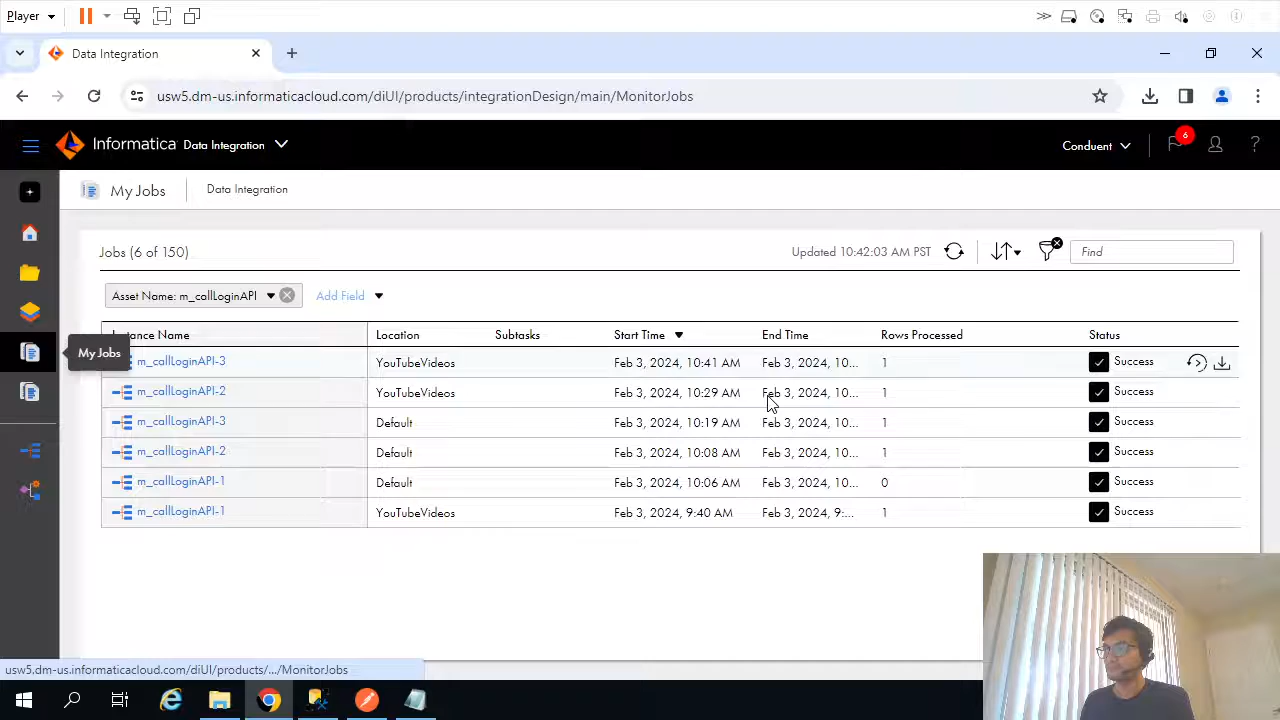 Player
Data Integration
usw5.dm-us.informaticacloud.com/diUI/products/integrationDesign/main/MonitorJobs
Informatica Data Integration
Conduent
6
?
My Jobs
Data Integration
Jobs (6 of 150)
Updated 10:42:03 AM PST
Find
Asset Name: m_callLoginAPI
Add Field
stance Name Location Subtasks Start Time End Time Rows Processed Status
m_callLoginAPI-3 YouTubeVideos Feb 3, 2024, 10:41 AM Feb 3, 2024, 10... 1 Success
My Jobs
m_callLoginAPI-2 YouTubeVideos Feb 3, 2024, 10:29 AM Feb 3, 2024, 10... 1 Success
m_callLoginAPI-3 Default Feb 3, 2024, 10:19 AM Feb 3, 2024, 10... 1 Success
m_callLoginAPI-2 Default Feb 3, 2024, 10:08 AM Feb 3, 2024, 10... 1 Success
m_callLoginAPI-1 Default Feb 3, 2024, 10:06 AM Feb 3, 2024, 10... 0 Success
m_callLoginAPI-1 YouTubeVideos Feb 3, 2024, 9:40 AM Feb 3, 2024, 9:... 1 Success
usw5.dm-us.informaticacloud.com/diUI/products/.../MonitorJobs